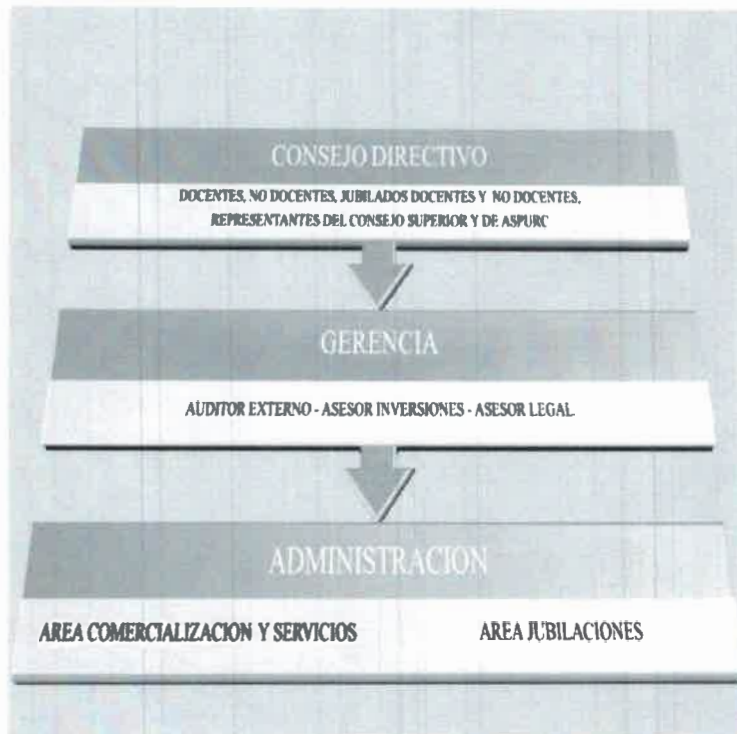 CONSEJO DIRECTIVO
DOCENTES, NO DOCENTES, JUBILADOS DOCENTES Y NO DOCENTES,
REPRESENTANTES DEL CONSEJO SUPERIOR Y DE ASPURC
GERENCIA
AUDITOR EXTERNO - ASESOR INVERSIONES - ASESOR LEGAL
ADMINISTRACION
AREA COMERCIALIZACION Y SERVICIOS AREA JUBILACIONES